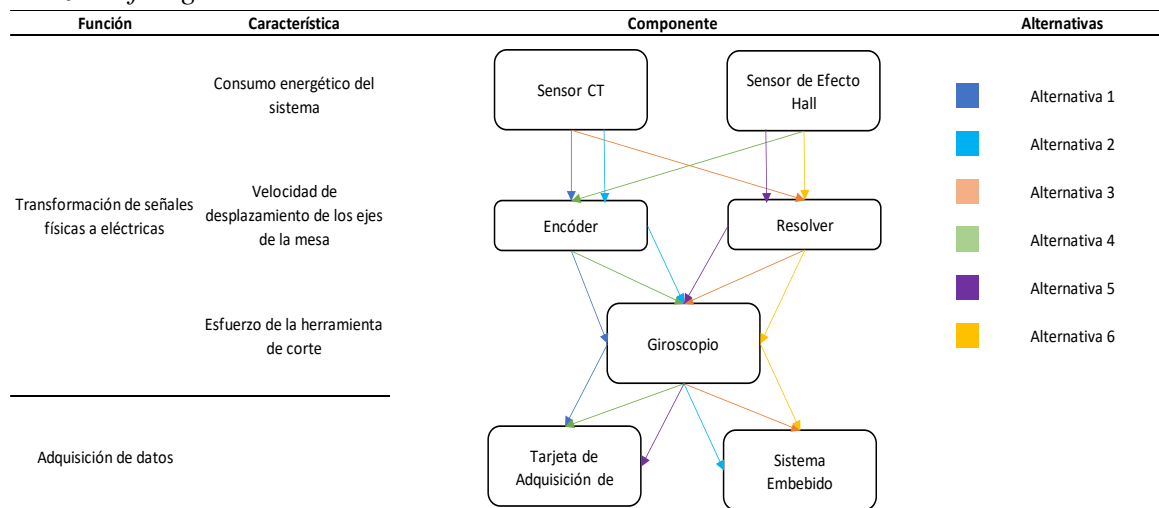 Función Característica Componente Alternativas
Consumo energético del
sistema
Sensor CT
Sensor de Efecto
Hall
Alternativa 1
Alternativa 2
Transformación de señales
físicas a eléctricas
Velocidad de
desplazamiento de los ejes
de la mesa
Encóder
Resolver
Alternativa 3
Alternativa 4
Alternativa 5
Esfuerzo de la herramienta
de corte
Giroscopio
Alternativa 6
Adquisición de datos
Tarjeta de
Adquisición de
Sistema
Embebido